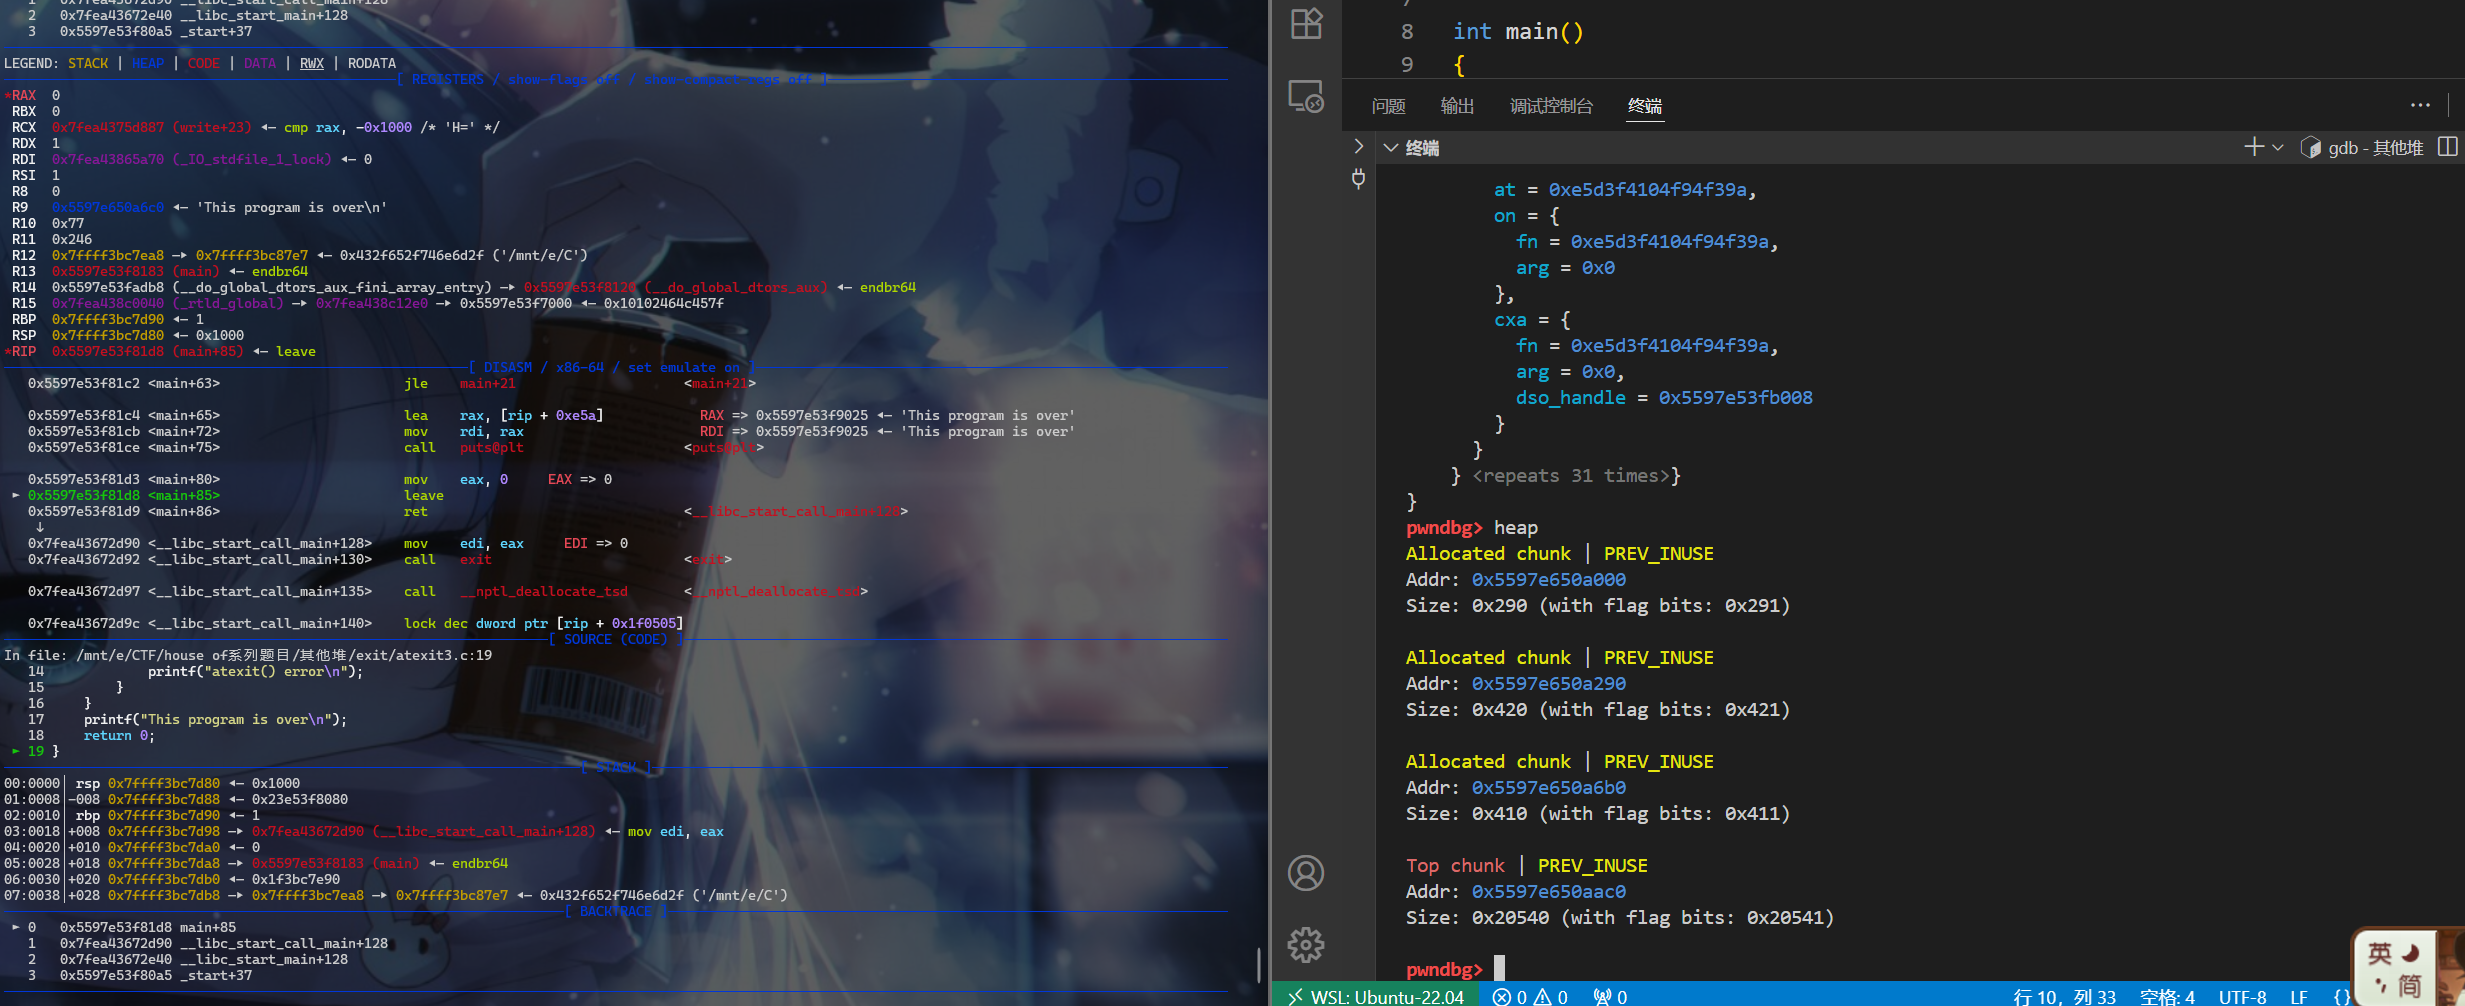 1   0x7fea43672d90 __libc_start_call_main+128
2   0x7fea43672e40 __libc_start_main+128
3   0x5597e53f80a5 _start+37
LEGEND: STACK | HEAP | CODE | DATA | RWX | RODATA
[ REGISTERS / show-flags off / show-compact-regs off ]
*RAX  0
RBX  0
RCX  0x7fea4375d887 (write+23) ◂— cmp rax, -0x1000 /* 'H=' */
RDX  1
RDI  0x7fea43865a70 (_IO_stdfile_1_lock) ◂— 0
RSI  1
R8   0
R9   0x5597e650a6c0 ◂— 'This program is over\n'
R10  0x77
R11  0x246
R12  0x7ffff3bc7ea8 —▸ 0x7ffff3bc87e7 ◂— 0x432f652f746e6d2f ('/mnt/e/C')
R13  0x5597e53f8183 (main) ◂— endbr64
R14  0x5597e53fadb8 (__do_global_dtors_aux_fini_array_entry) —▸ 0x5597e53f8120 (__do_global_dtors_aux) ◂— endbr64
R15  0x7fea438c0040 (_rtld_global) —▸ 0x7fea438c12e0 —▸ 0x5597e53f7000 ◂— 0x10102464c457f
RBP  0x7ffff3bc7d90 ◂— 1
RSP  0x7ffff3bc7d80 ◂— 0x1000
*RIP  0x5597e53f81d8 (main+85) ◂— leave
[ DISASM / x86-64 / set emulate on ]
0x5597e53f81c2 <main+63>    jle    main+21    <main+21>
0x5597e53f81c4 <main+65>    lea    rax, [rip + 0xe5a]    RAX => 0x5597e53f9025 ◂— 'This program is over'
0x5597e53f81cb <main+72>    mov    rdi, rax    RDI => 0x5597e53f9025 ◂— 'This program is over'
0x5597e53f81ce <main+75>    call   puts@plt    <puts@plt>
0x5597e53f81d3 <main+80>    mov    eax, 0    EAX => 0
► 0x5597e53f81d8 <main+85>    leave
0x5597e53f81d9 <main+86>    ret    <__libc_start_call_main+128>
↓
0x7fea43672d90 <__libc_start_call_main+128>    mov    edi, eax    EDI => 0
0x7fea43672d92 <__libc_start_call_main+130>    call   exit    <exit>
0x7fea43672d97 <__libc_start_call_main+135>    call   __nptl_deallocate_tsd    <__nptl_deallocate_tsd>
0x7fea43672d9c <__libc_start_call_main+140>    lock dec dword ptr [rip + 0x1f0505]
[ SOURCE (CODE) ]
In file: /mnt/e/CTF/house of系列题目/其他堆/exit/atexit3.c:19
14             printf("atexit() error\n");
15         }
16     }
17     printf("This program is over\n");
18     return 0;
► 19 }
[ STACK ]
00:0000│ rsp 0x7ffff3bc7d80 ◂— 0x1000
01:0008│-008 0x7ffff3bc7d88 ◂— 0x23e53f8080
02:0010│ rbp 0x7ffff3bc7d90 ◂— 1
03:0018│+008 0x7ffff3bc7d98 —▸ 0x7fea43672d90 (__libc_start_call_main+128) ◂— mov edi, eax
04:0020│+010 0x7ffff3bc7da0 ◂— 0
05:0028│+018 0x7ffff3bc7da8 —▸ 0x5597e53f8183 (main) ◂— endbr64
06:0030│+020 0x7ffff3bc7db0 ◂— 0x1f3bc7e90
07:0038│+028 0x7ffff3bc7db8 —▸ 0x7ffff3bc7ea8 —▸ 0x7ffff3bc87e7 ◂— 0x432f652f746e6d2f ('/mnt/e/C')
[ BACKTRACE ]
► 0   0x5597e53f81d8 main+85
1   0x7fea43672d90 __libc_start_call_main+128
2   0x7fea43672e40 __libc_start_main+128
3   0x5597e53f80a5 _start+37
7
8 int main()
9 {
问题 输出 调试控制台 终端 ···
终端 gdb - 其他堆
at = 0xe5d3f4104f94f39a,
on = {
fn = 0xe5d3f4104f94f39a,
arg = 0x0
},
cxa = {
fn = 0xe5d3f4104f94f39a,
arg = 0x0,
dso_handle = 0x5597e53fb008
}
}
} <repeats 31 times>}
}
pwndbg> heap
Allocated chunk | PREV_INUSE
Addr: 0x5597e650a000
Size: 0x290 (with flag bits: 0x291)
Allocated chunk | PREV_INUSE
Addr: 0x5597e650a290
Size: 0x420 (with flag bits: 0x421)
Allocated chunk | PREV_INUSE
Addr: 0x5597e650a6b0
Size: 0x410 (with flag bits: 0x411)
Top chunk | PREV_INUSE
Addr: 0x5597e650aac0
Size: 0x20540 (with flag bits: 0x20541)
pwndbg>
英
简
WSL: Ubuntu-22.04 0 0 0 行 10，列 33 空格: 4 UTF-8 LF {}